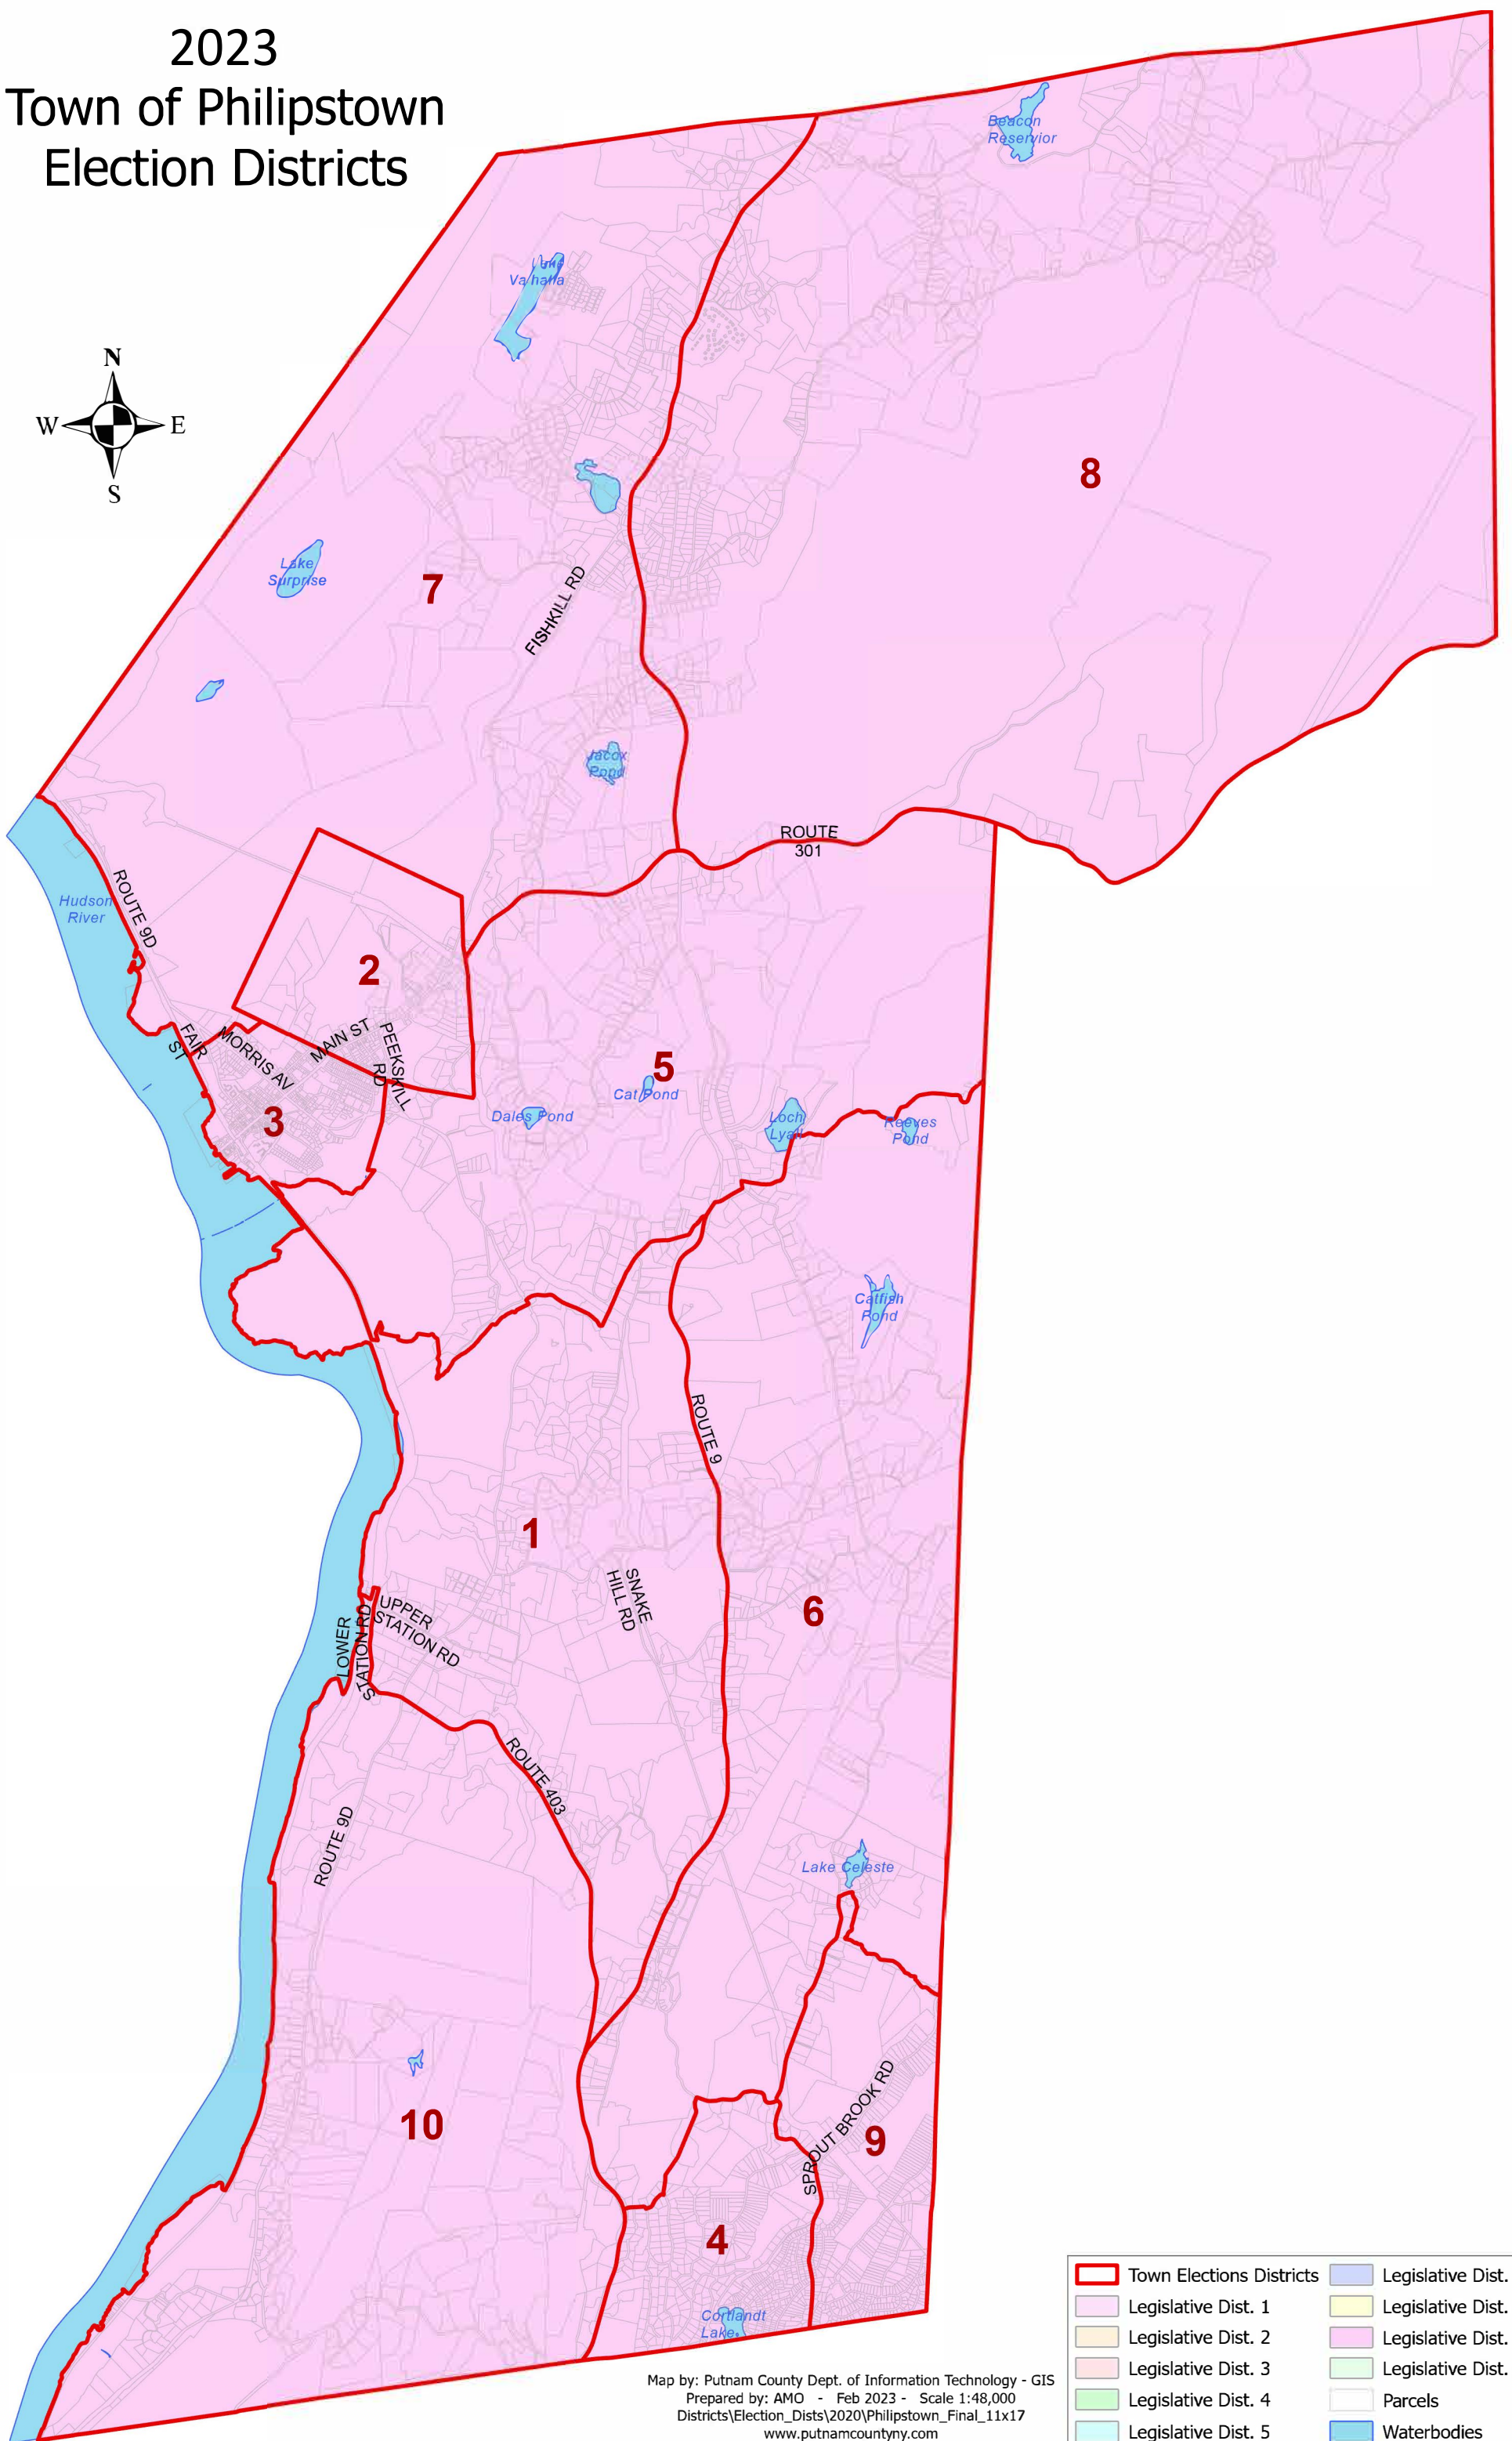 2023
Town of Philipstown
Election Districts
Beacon
Reservior
Lake
Valhalla
N
W
E
S
8
Lake
Surprise
7
FISHKILL RD
Jacox
Pond
ROUTE
301
Hudson
River
ROUTE 9D
2
FAIR
ST
MORRIS AV
MAIN ST
PEEKSKILL
RD
3
5
Cat Pond
Dales Pond
Loch
Lyall
Reeves
Pond
Catfish
Pond
ROUTE 9
1
SNAKE
HILL RD
6
UPPER
STATION RD
LOWER
STATION RD
ROUTE 403
ROUTE 9D
Lake Celeste
10
SPROUT BROOK RD
9
4
Cortlandt
Lake
Town Elections Districts
Legislative Dist. 1
Legislative Dist. 2
Legislative Dist. 3
Legislative Dist. 4
Legislative Dist. 5
Legislative Dist.
Legislative Dist.
Legislative Dist.
Legislative Dist.
Parcels
Waterbodies
Map by: Putnam County Dept. of Information Technology - GIS
Prepared by: AMO - Feb 2023 - Scale 1:48,000
Districts\Election_Dists\2020\Philipstown_Final_11x17
www.putnamcountyny.com